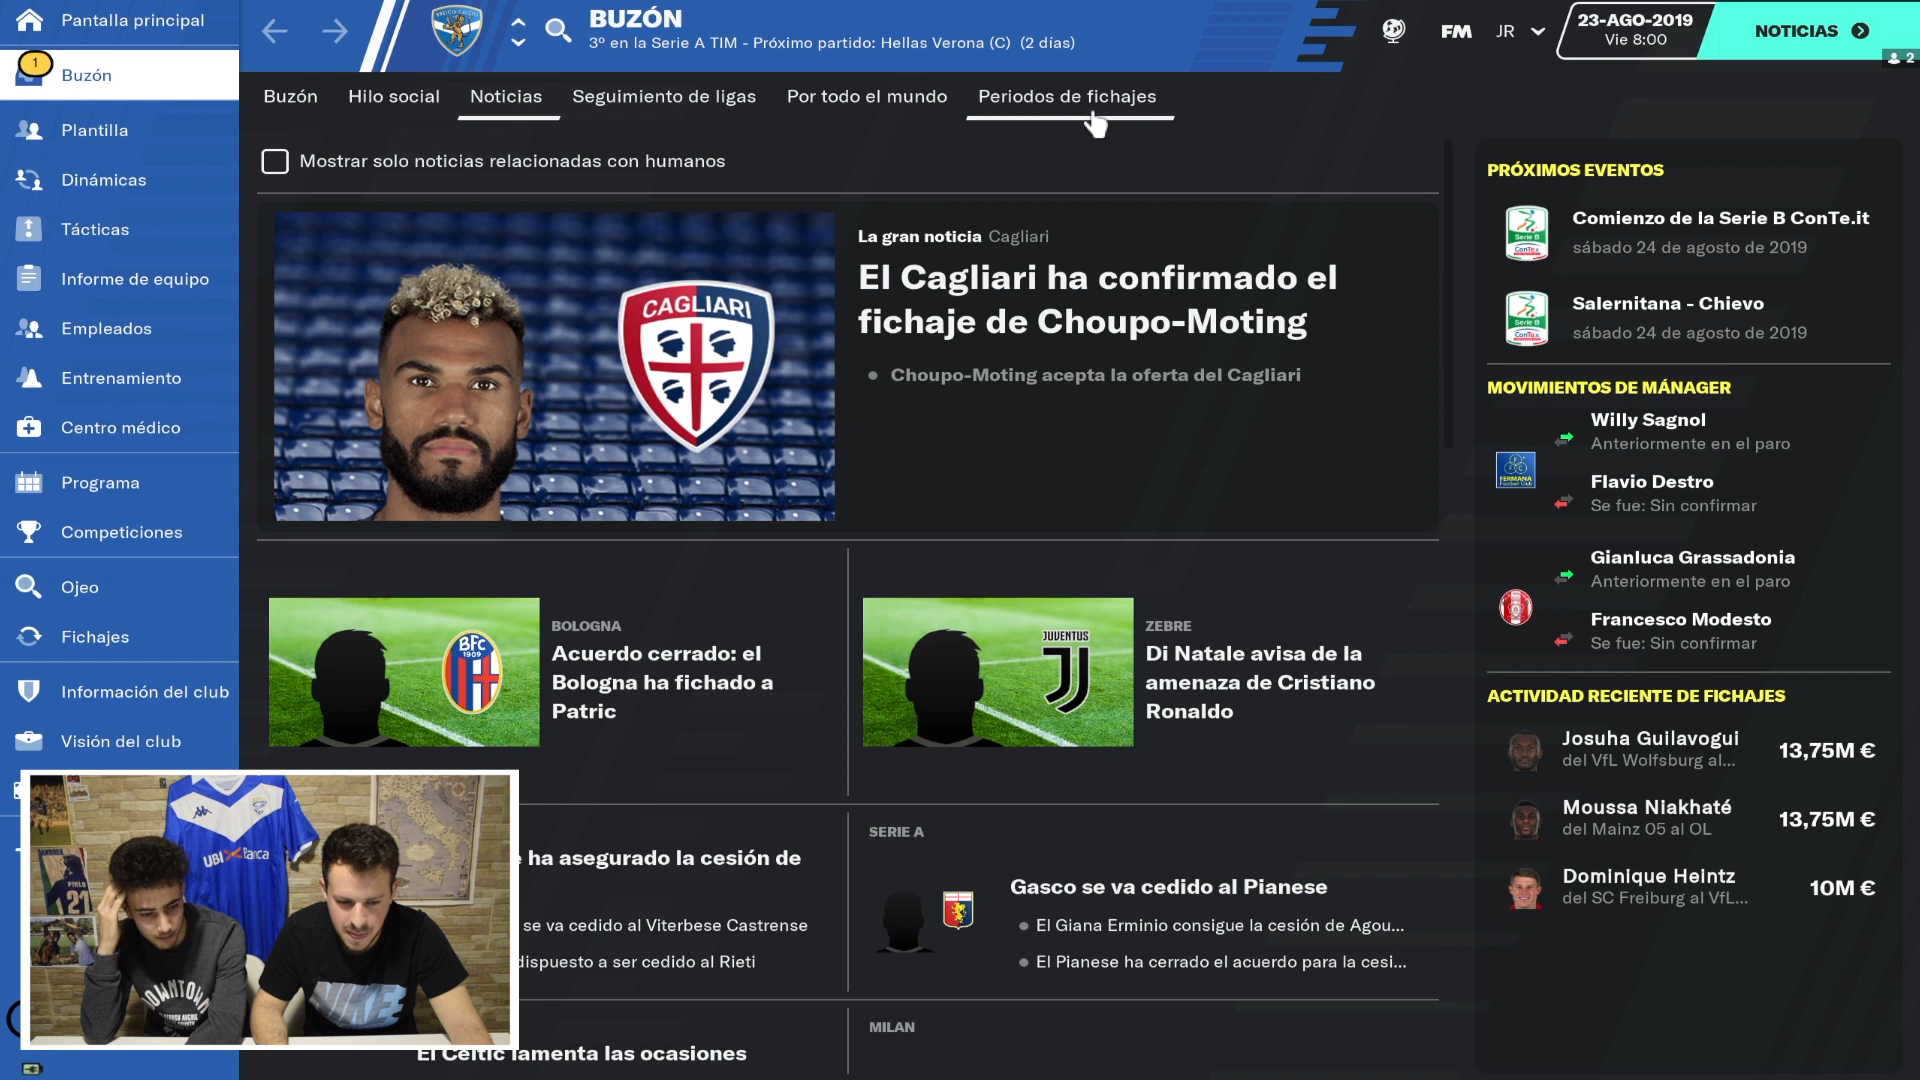 Pantalla principal
1
Buzón
Plantilla
Dinámicas
Tácticas
Informe de equipo
Empleados
Entrenamiento
Centro médico
Programa
Competiciones
Ojeo
Fichajes
Información del club
Visión del club
BUZÓN
3º en la Serie A TIM - Próximo partido: Hellas Verona (C) (2 días)
FM
JR
23-AGO-2019
Vie 8:00
NOTICIAS
2
Buzón
Hilo social
Noticias
Seguimiento de ligas
Por todo el mundo
Periodos de fichajes
Mostrar solo noticias relacionadas con humanos
CAGLIARI
La gran noticia Cagliari
El Cagliari ha confirmado el
fichaje de Choupo-Moting
Choupo-Moting acepta la oferta del Cagliari
BFC
1909
BOLOGNA
Acuerdo cerrado: el
Bologna ha fichado a
Patric
JUVENTUS
ZEBRE
Di Natale avisa de la
amenaza de Cristiano
Ronaldo
ha asegurado la cesión de
se va cedido al Viterbese Castrense
dispuesto a ser cedido al Rieti
SERIE A
Gasco se va cedido al Pianese
El Giana Erminio consigue la cesión de Agou...
El Pianese ha cerrado el acuerdo para la cesi...
El Celtic lamenta las ocasiones
MILAN
PRÓXIMOS EVENTOS
Serie B
ConTe.it
Comienzo de la Serie B ConTe.it
sábado 24 de agosto de 2019
Serie B
ConTe.it
Salernitana - Chievo
sábado 24 de agosto de 2019
MOVIMIENTOS DE MÁNAGER
FERMANA
Willy Sagnol
Anteriormente en el paro
Flavio Destro
Se fue: Sin confirmar
Gianluca Grassadonia
Anteriormente en el paro
Francesco Modesto
Se fue: Sin confirmar
ACTIVIDAD RECIENTE DE FICHAJES
Josuha Guilavogui
del VfL Wolfsburg al...
13,75M €
Moussa Niakhaté
del Mainz 05 al OL
13,75M €
Dominique Heintz
del SC Freiburg al VfL...
10M €
UBI Banca
21
DOWNTOWN
NIKE